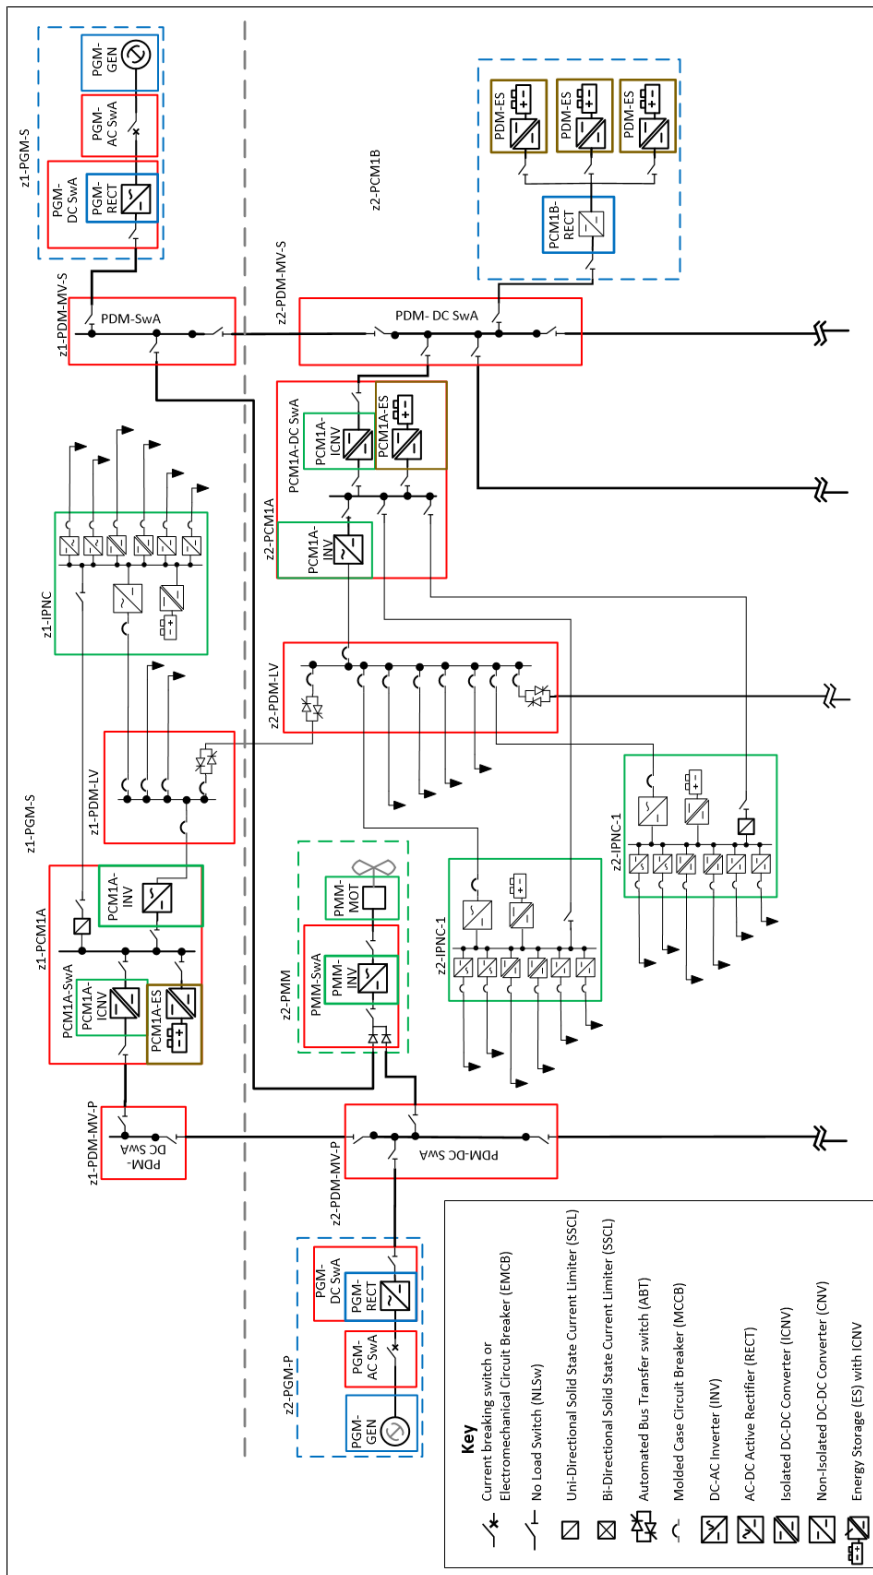 z1-PGM-S
PGM-
GEN
PGM-
AC SwA
PGM-
DC SwA
PGM-
RECT
z1-PDM-MV-S
PDM-SwA
z1-IPNC
z1-PGM-S
z1-PDM-LV
z1-PCM1A
PCM1A-SwA
PCM1A-
INV
PCM1A-
ICNV
PCM1A-ES
z1-PDM-MV-P
PDM-
DC SwA
z2-PCM1B
PDM-ES
PDM-ES
PDM-ES
PCM1B-
RECT
z2-PDM-MV-S
PDM- DC SwA
z2-PCM1A
PCM1A-DC SwA
PCM1A-
ICNV
PCM1A-ES
PCM1A-
INV
z2-PDM-LV
z2-PMM
PMM-
MOT
PMM-SwA
PMM-
INV
z2-IPNC-1
z2-IPNC-1
z2-PDM-MV-P
PDM-DC SwA
z2-PGM-P
PGM-
DC SwA
PGM-
RECT
PGM-
AC SwA
PGM-
GEN
Key
Current breaking switch or
Electromechanical Circuit Breaker (EMCB)
No Load Switch (NLSw)
Uni-Directional Solid State Current Limiter (SSCL)
Bi-Directional Solid State Current Limiter (SSCL)
Automated Bus Transfer switch (ABT)
Molded Case Circuit Breaker (MCCB)
DC-AC Inverter (INV)
AC-DC Active Rectifier (RECT)
Isolated DC-DC Converter (ICNV)
Non-Isolated DC-DC Converter (CNV)
Energy Storage (ES) with ICNV